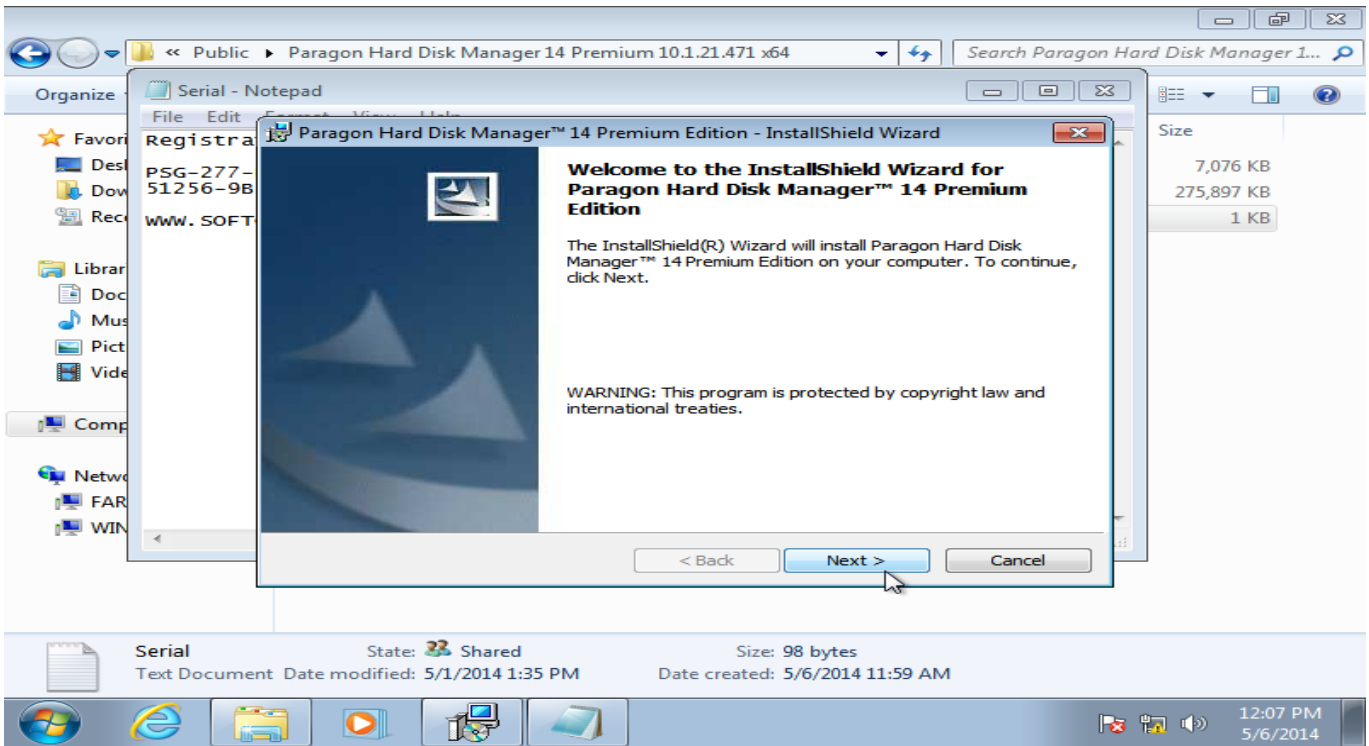 « Public ▸ Paragon Hard Disk Manager 14 Premium 10.1.21.471 x64
Search Paragon Hard Disk Manager 1...
Organize
Serial - Notepad
File Edit Format View Help
Size
Favori
Registra
Paragon Hard Disk Manager™ 14 Premium Edition - InstallShield Wizard
Desl
PSG-277-
7,076 KB
Dow
51256-9B
275,897 KB
Rece
WWW.SOFT
1 KB
Welcome to the InstallShield Wizard for
Paragon Hard Disk Manager™ 14 Premium
Edition
The InstallShield(R) Wizard will install Paragon Hard Disk
Manager™ 14 Premium Edition on your computer. To continue,
click Next.
Librar
Doc
Mus
Pict
Vide
WARNING: This program is protected by copyright law and
international treaties.
Comp
Netwo
FAR
WIN
< Back
Next >
Cancel
Serial
State: Shared
Size: 98 bytes
Text Document
Date modified: 5/1/2014 1:35 PM
Date created: 5/6/2014 11:59 AM
12:07 PM
5/6/2014